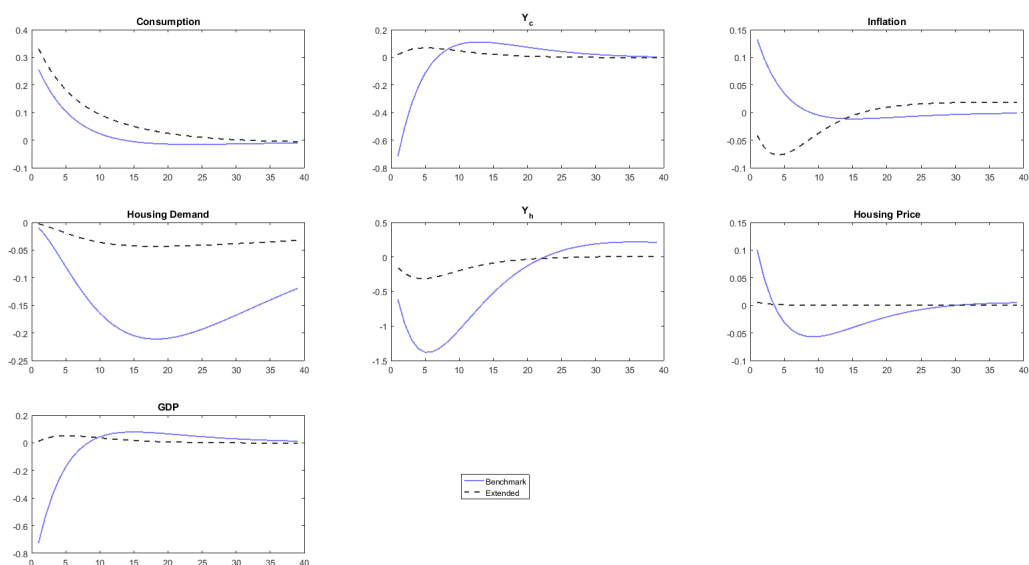 Consumption
0.4
0.3
0.2
0.1
0
-0.1
0 5 10 15 20 25 30 35 40
Y_c
0.2
0
-0.2
-0.4
-0.6
-0.8
0 5 10 15 20 25 30 35 40
Inflation
0.15
0.1
0.05
0
-0.05
-0.1
0 5 10 15 20 25 30 35 40
Housing Demand
0
-0.05
-0.1
-0.15
-0.2
-0.25
0 5 10 15 20 25 30 35 40
Y_h
0.5
0
-0.5
-1
-1.5
0 5 10 15 20 25 30 35 40
Housing Price
0.15
0.1
0.05
0
-0.05
-0.1
0 5 10 15 20 25 30 35 40
GDP
0.2
0
-0.2
-0.4
-0.6
-0.8
0 5 10 15 20 25 30 35 40
Benchmark
Extended